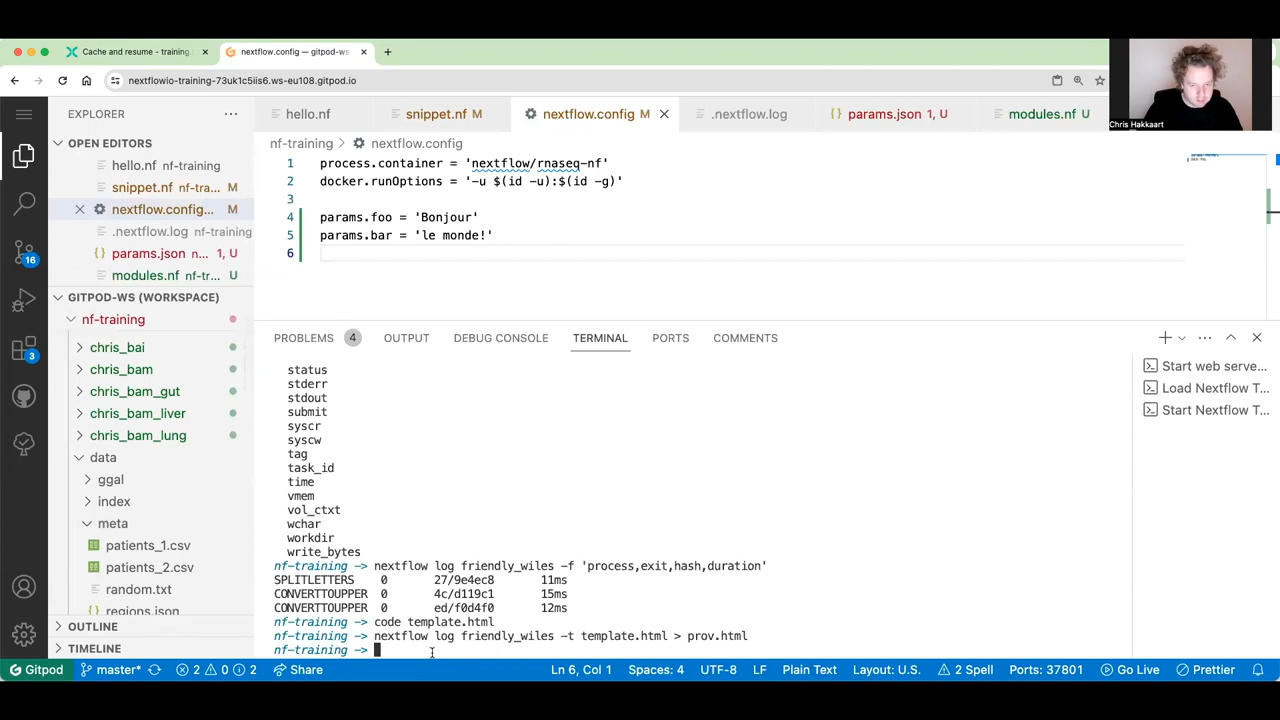 Cache and resume - training.
nextflow.config — gitpod-ws
nextflowio-training-73uk1c5iis6.ws-eu108.gitpod.io
Chris Hakkaart
EXPLORER
hello.nf
snippet.nf M
nextflow.config M
.nextflow.log
params.json 1, U
modules.nf U
OPEN EDITORS
hello.nf nf-training
snippet.nf nf-tra... M
nextflow.config... M
.nextflow.log nf-training
params.json n... 1, U
modules.nf nf-tr... U
GITPOD-WS (WORKSPACE)
nf-training
chris_bai
chris_bam
chris_bam_gut
chris_bam_liver
chris_bam_lung
data
ggal
index
meta
patients_1.csv
patients_2.csv
random.txt
regions.json
OUTLINE
TIMELINE
16
3
nf-training > nextflow.config
1 process.container = 'nextflow/rnaseq-nf'
2 docker.runOptions = '-u $(id -u):$(id -g)'
3
4 params.foo = 'Bonjour'
5 params.bar = 'le monde!'
6
PROBLEMS 4 OUTPUT DEBUG CONSOLE TERMINAL PORTS COMMENTS
status
stderr
stdout
submit
syscr
syscw
tag
task_id
time
vmem
vol_ctxt
wchar
workdir
write_bytes
nf-training -> nextflow log friendly_wiles -f 'process,exit,hash,duration'
SPLITLETTERS 0 27/9e4ec8 11ms
CONVERTTOUPPER 0 4c/d119c1 15ms
CONVERTTOUPPER 0 ed/f0d4f0 12ms
nf-training -> code template.html
nf-training -> nextflow log friendly_wiles -t template.html > prov.html
nf-training ->
Start web serve...
Load Nextflow T...
Start Nextflow T...
Gitpod master* 2 0 2 Share Ln 6, Col 1 Spaces: 4 UTF-8 LF Plain Text Layout: U.S. 2 Spell Ports: 37801 Go Live Prettier